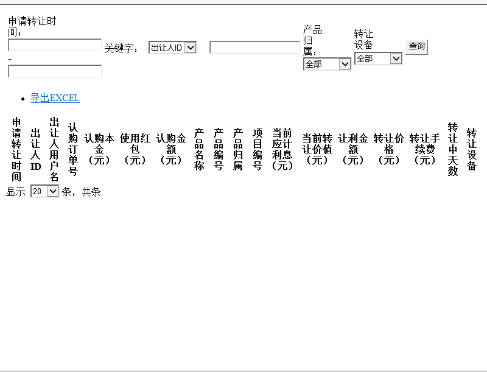 申请转让时
间：
-
关键字： 出让人ID
产品
归
属：
全部
转让
设备
全部
查询
导出EXCEL
申请转让时间 出让人ID 出让人用户名 认购订单号 认购本金（元） 使用红包（元） 认购金额（元） 产品名称 产品编号 产品归属 项目编号 当前应计利息（元） 当前转让价值（元） 让利金额（元） 转让价格（元） 转让手续费（元） 转让中天数 转让设备
显示 20 条，共条